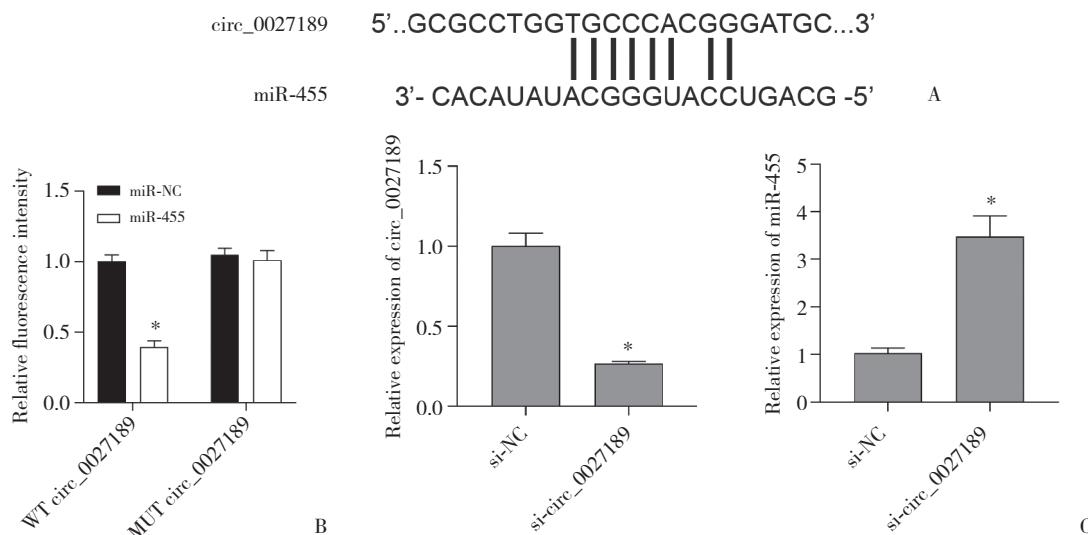 circ_0027189 5’..GCGCCTGGTGCCCACGGGATGC...3’
miR-455 3’- CACAUAUACGGGUACCUGACG -5’ A
Relative fluorescence intensity
1.5
1.0
0.5
0.0
miR-NC
miR-455
*
WT circ_0027189
MUT circ_0027189
B
Relative expression of circ_0027189
1.5
1.0
0.5
0.0
*
si-NC
si-circ_0027189
Relative expression of miR-455
5
4
3
2
1
0
*
si-NC
si-circ_0027189
C